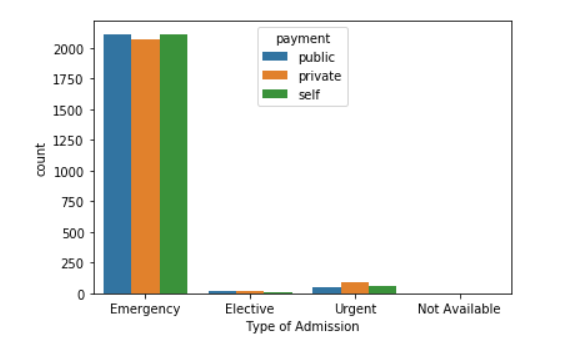 payment
public
private
self
2000
1750
1500
1250
1000
750
500
250
0
count
Emergency Elective Urgent Not Available
Type of Admission